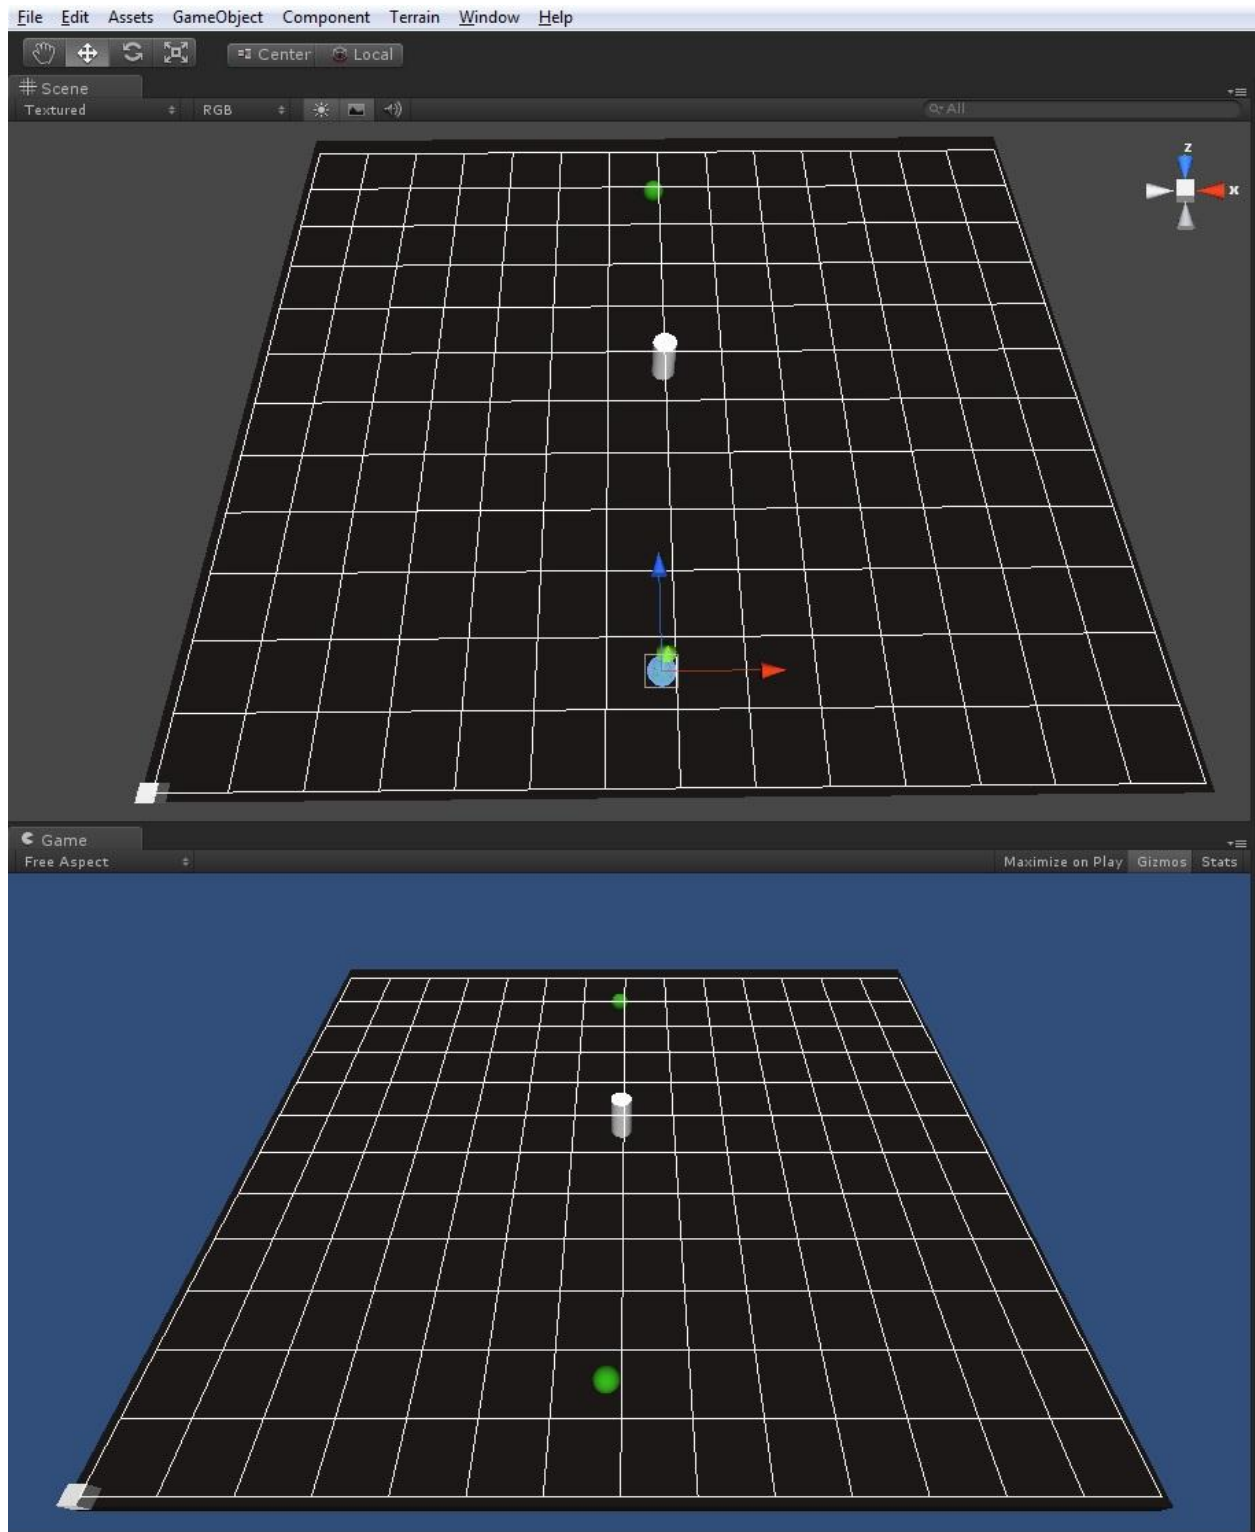 File Edit Assets GameObject Component Terrain Window Help
Center Local
Scene
Textured RGB All
z
x
Game
Free Aspect Maximize on Play Gizmos Stats